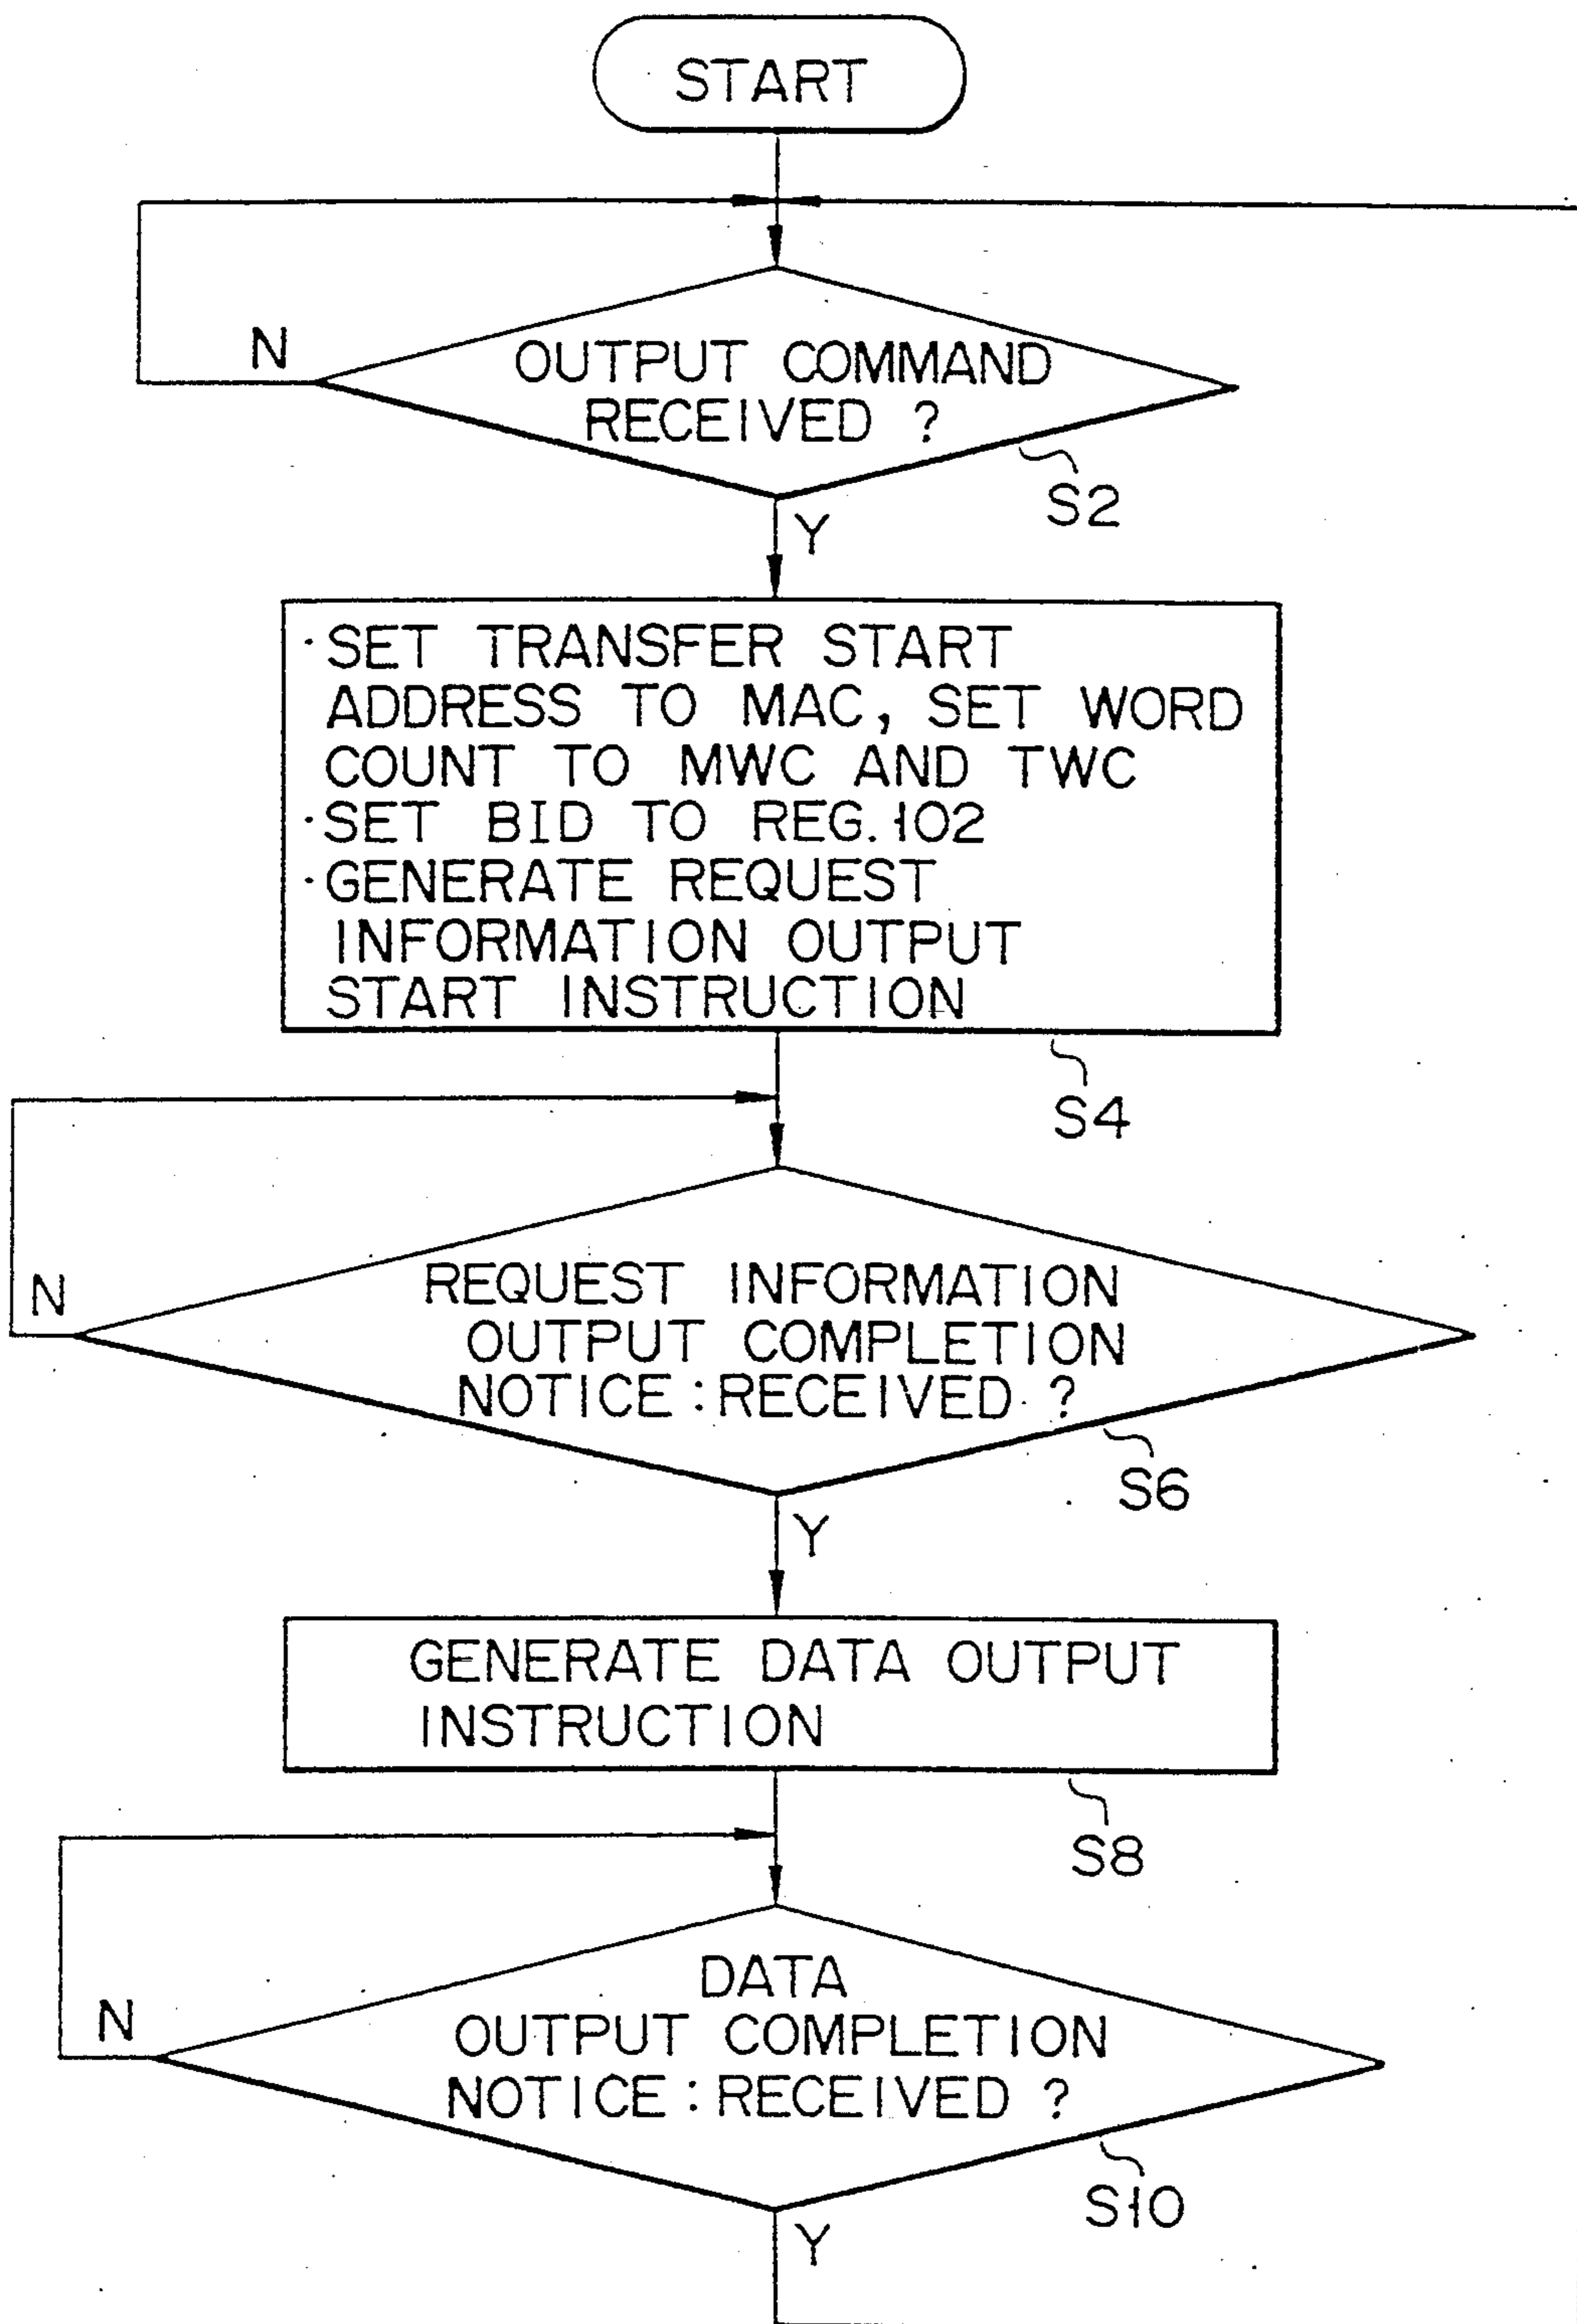 START
N
OUTPUT COMMAND
RECEIVED ?
S2
Y
·SET TRANSFER START
ADDRESS TO MAC, SET WORD
COUNT TO MWC AND TWC
·SET BID TO REG. 102
·GENERATE REQUEST
INFORMATION OUTPUT
START INSTRUCTION
S4
N
REQUEST INFORMATION
OUTPUT COMPLETION
NOTICE : RECEIVED ?
S6
Y
GENERATE DATA OUTPUT
INSTRUCTION
S8
N
DATA
OUTPUT COMPLETION
NOTICE : RECEIVED ?
S10
Y